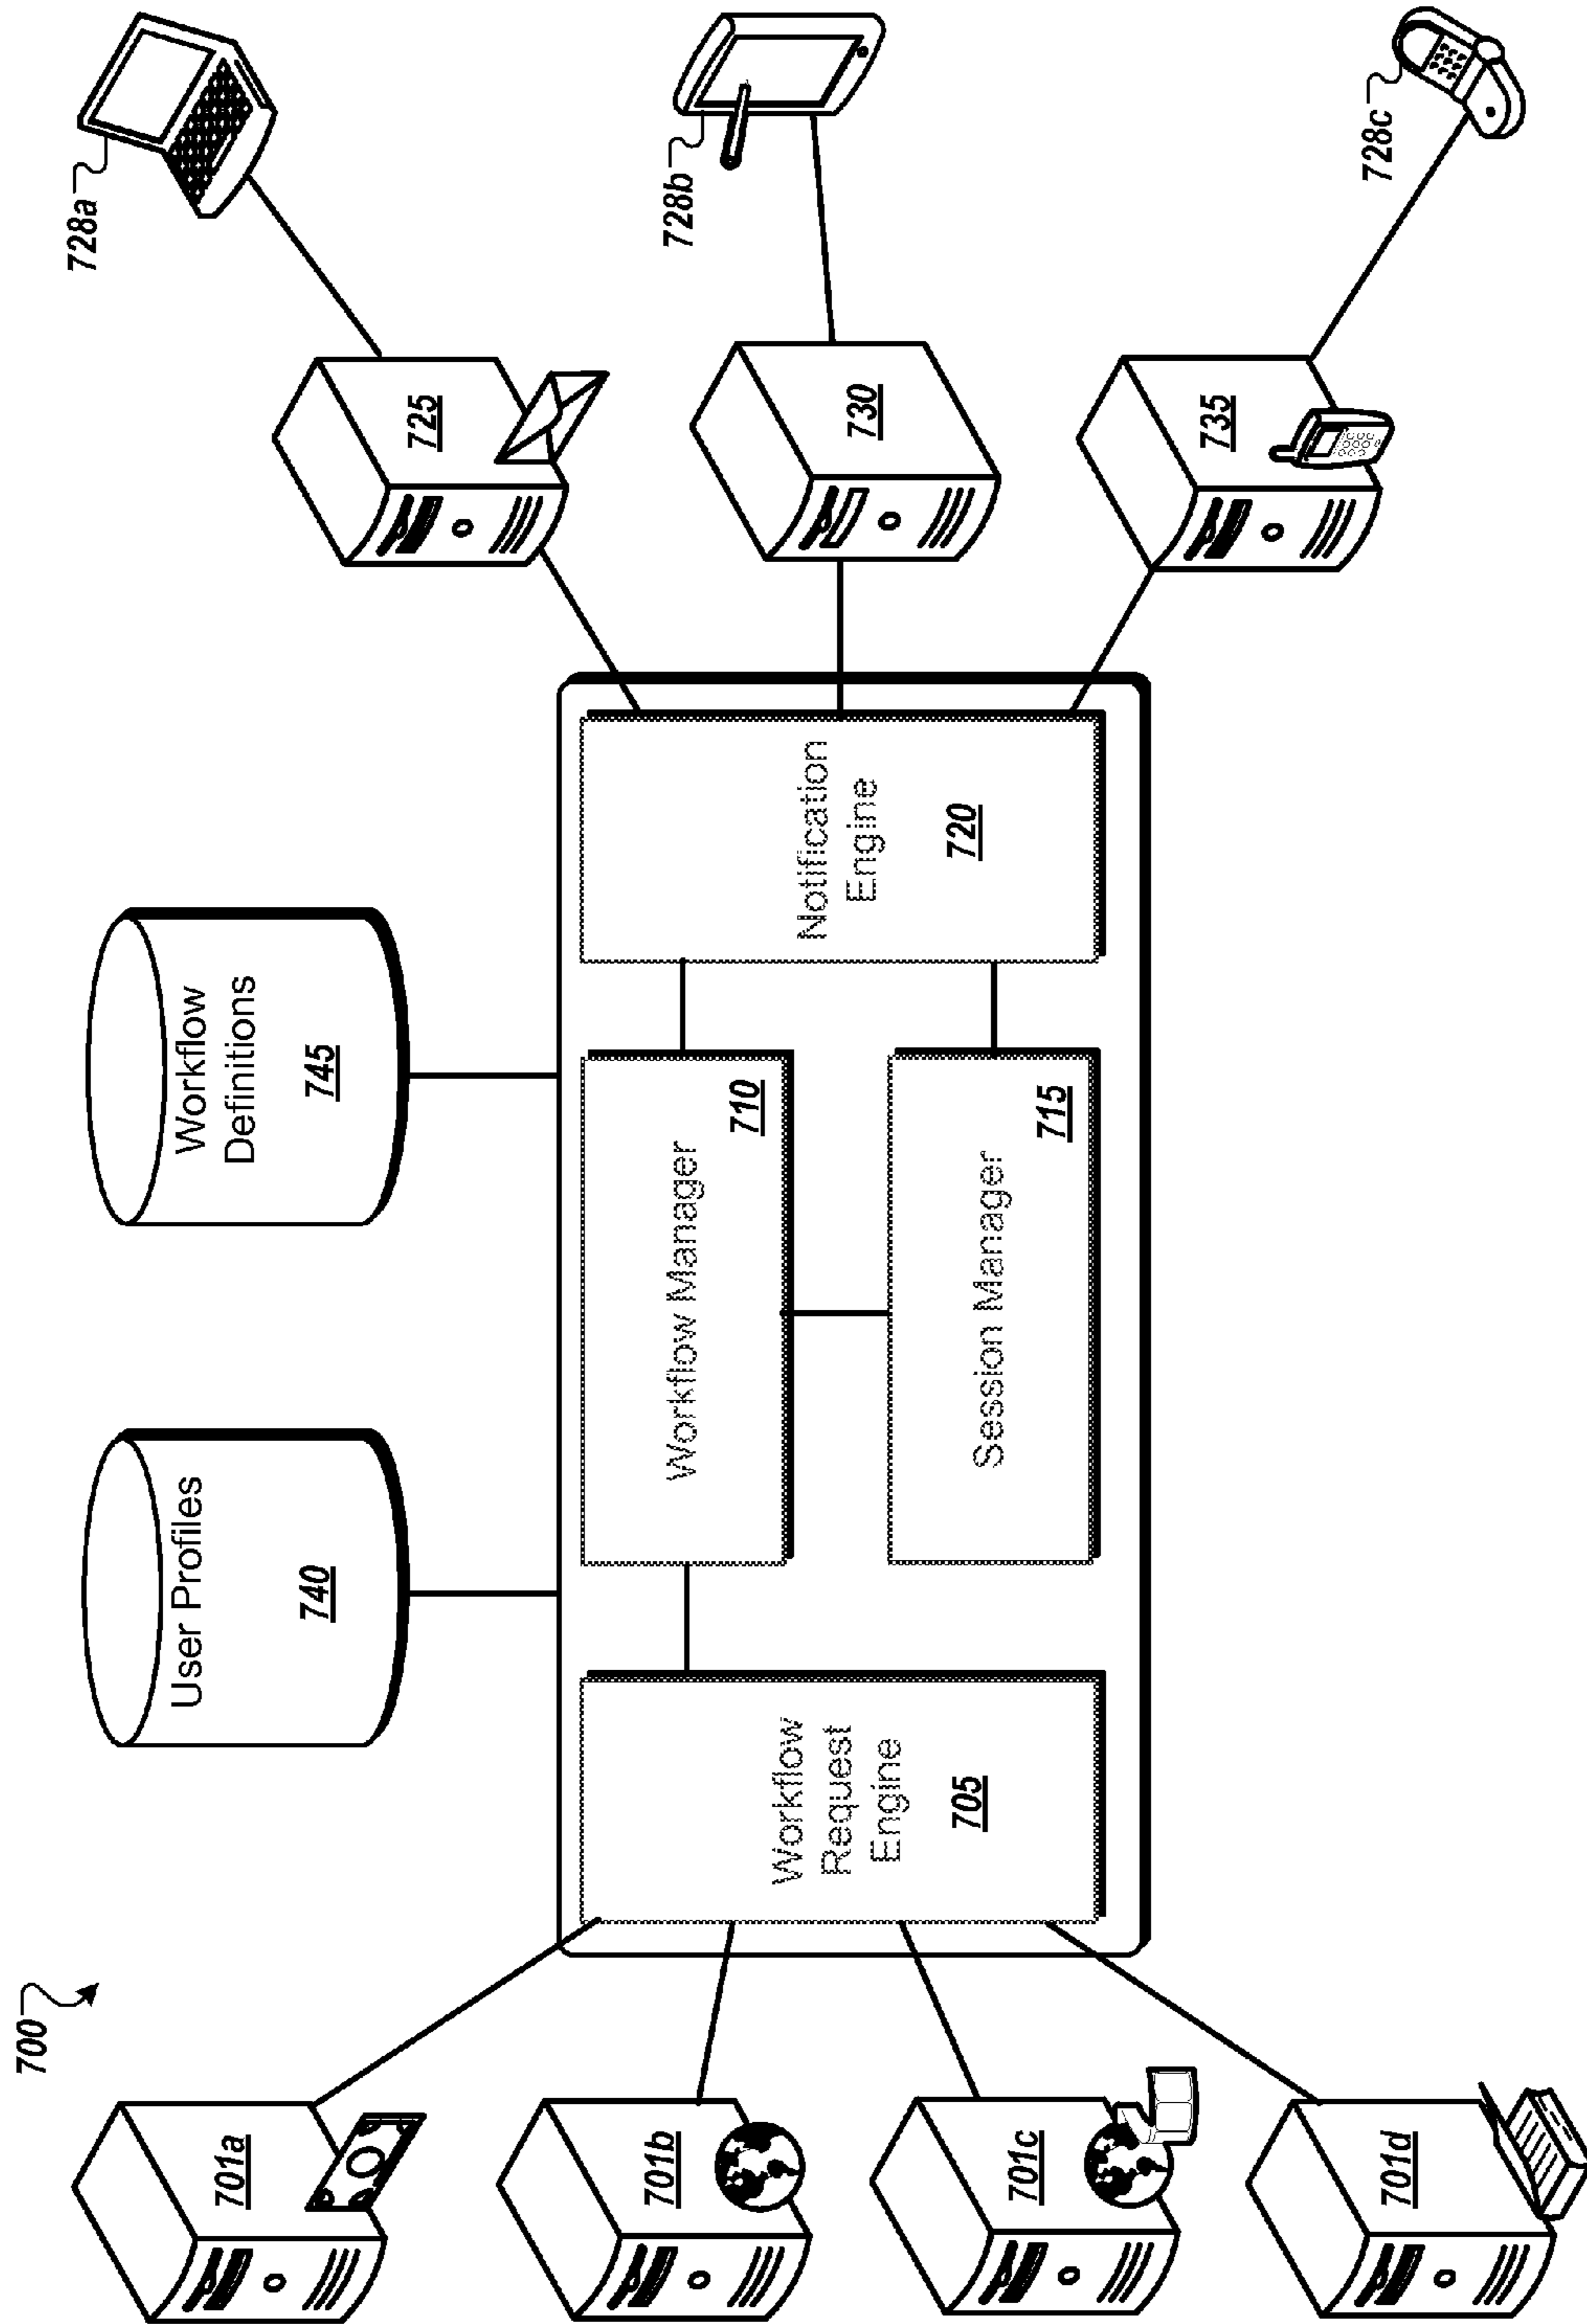 700
User Profiles
740
Workflow
Definitions
745
701a
701b
701c
701d
Workflow
Request
Engine
705
Workflow Manager
710
Session Manager
715
Notification
Engine
720
725
730
735
728a
728b
728c